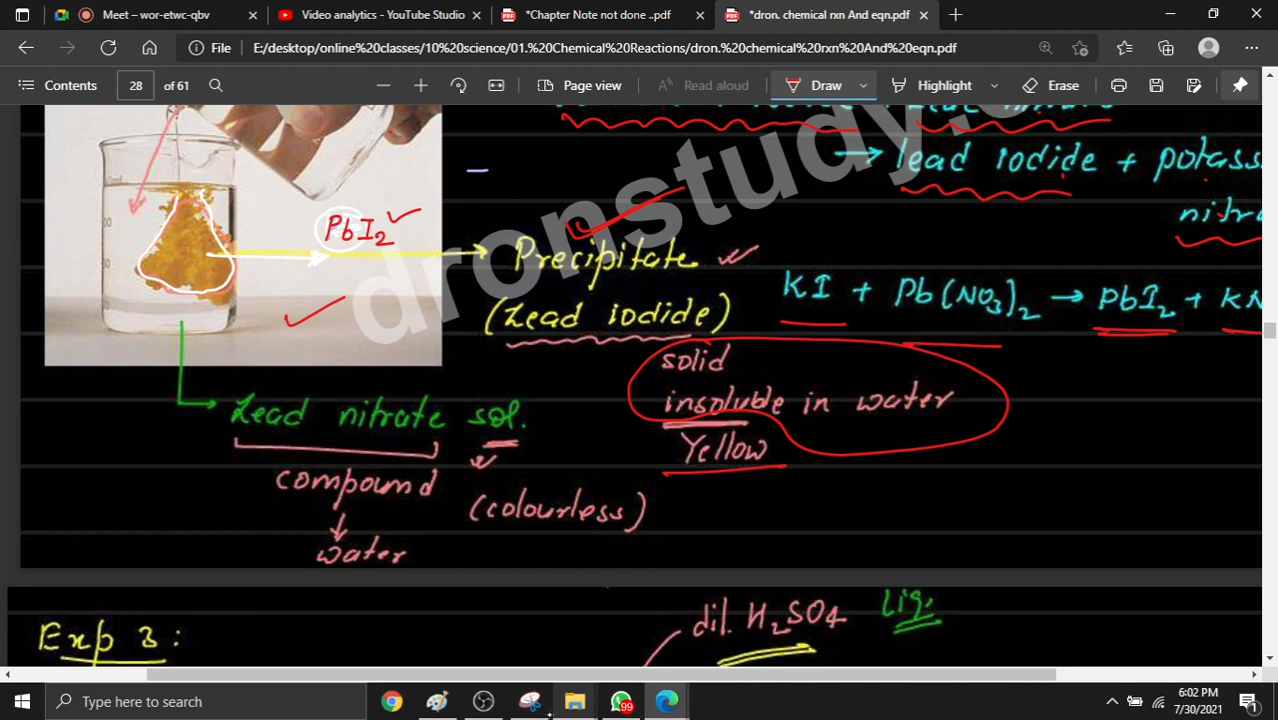 Meet – wor-etwc-qbv
Video analytics - YouTube Studio
*Chapter Note not done ..pdf
*dron. chemical rxn And eqn.pdf
File
E:/desktop/online%20classes/10%20science/01.%20Chemical%20Reactions/dron.%20chemical%20rxn%20And%20eqn.pdf
Contents
28
of 61
Page view
Read aloud
Draw
Highlight
Erase
dronstudy.c
→ lead iodide + potass
nitra
PbI₂
Precipitate
(Lead iodide)
KI + Pb(NO₃)₂ → PbI₂ + KN
solid
insoluble in water
Yellow
Lead nitrate sol.
compound
(colourless)
water
Exp 3:
dil. H₂SO₄
Liq.
Type here to search
99
6:02 PM
7/30/2021
1